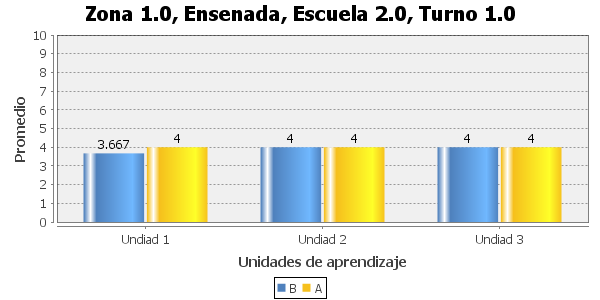 Zona 1.0, Ensenada, Escuela 2.0, Turno 1.0
Promedio
10
9
8
7
6
5
4
3
2
1
0
3.667 4 4 4 4 4
Undiad 1 Undiad 2 Undiad 3
Unidades de aprendizaje
B A